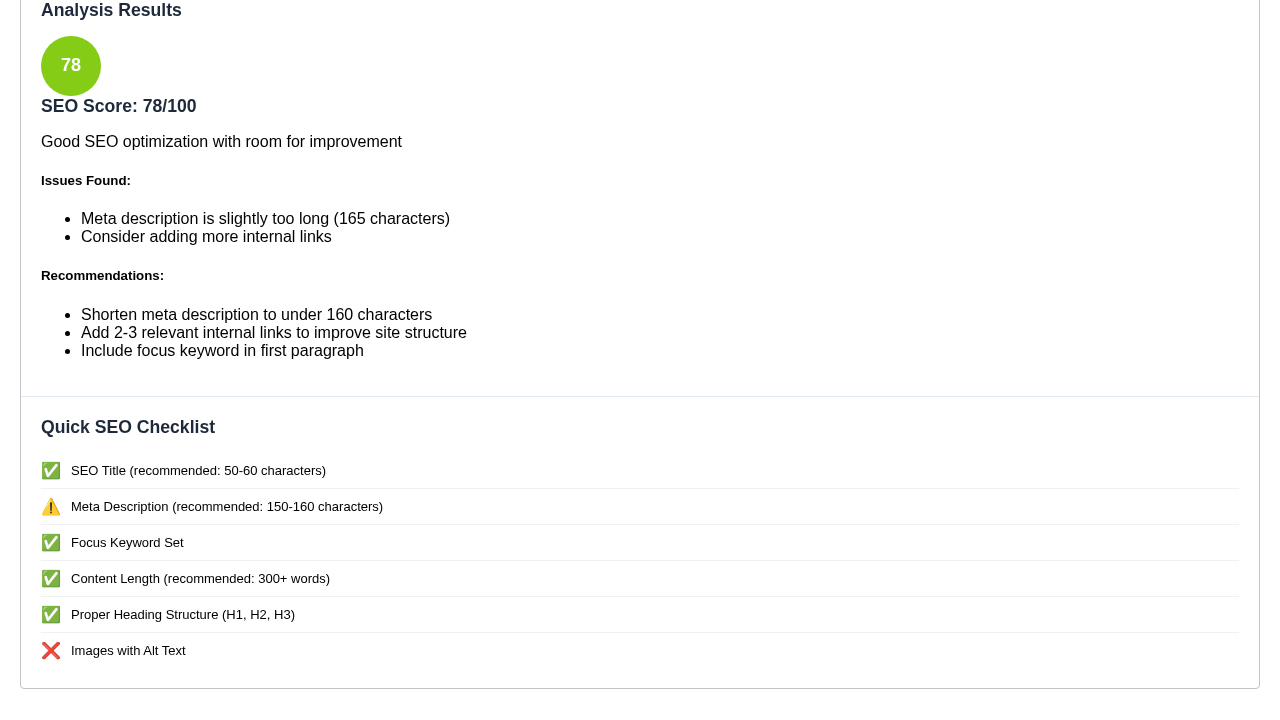 Analysis Results
78
SEO Score: 78/100
Good SEO optimization with room for improvement
Issues Found:
Meta description is slightly too long (165 characters)
Consider adding more internal links
Recommendations:
Shorten meta description to under 160 characters
Add 2-3 relevant internal links to improve site structure
Include focus keyword in first paragraph
Quick SEO Checklist
SEO Title (recommended: 50-60 characters)
Meta Description (recommended: 150-160 characters)
Focus Keyword Set
Content Length (recommended: 300+ words)
Proper Heading Structure (H1, H2, H3)
Images with Alt Text